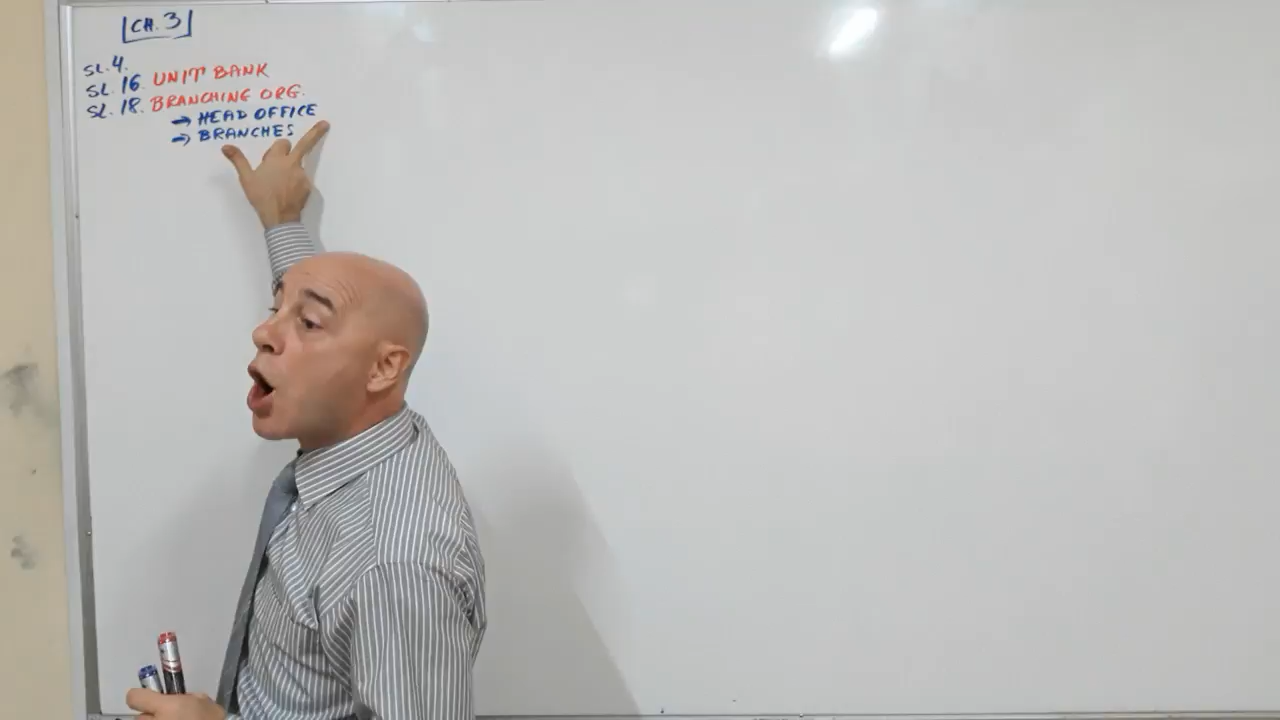 CH. 3
SL. 4.
SL. 16. UNIT BANK
SL. 18. BRANCHING ORG.
→ HEAD OFFICE
→ BRANCHES